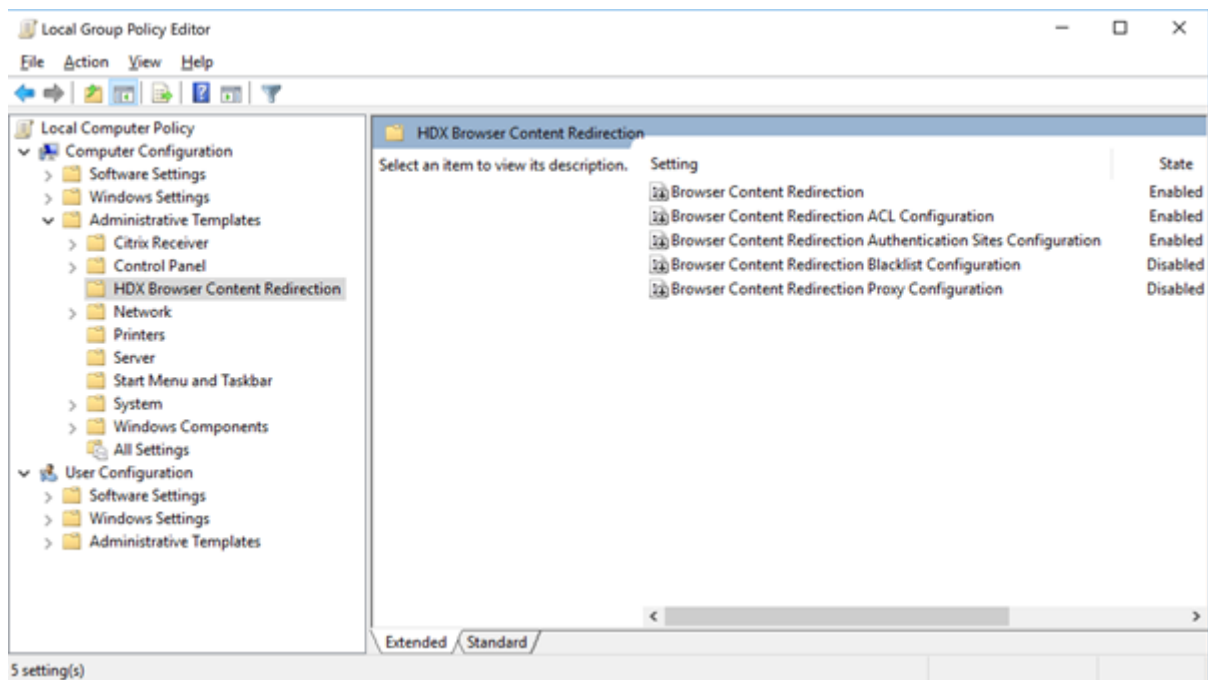 Local Group Policy Editor
File Action View Help
Local Computer Policy
Computer Configuration
Software Settings
Windows Settings
Administrative Templates
Citrix Receiver
Control Panel
HDX Browser Content Redirection
Network
Printers
Server
Start Menu and Taskbar
System
Windows Components
All Settings
User Configuration
Software Settings
Windows Settings
Administrative Templates
HDX Browser Content Redirection
Select an item to view its description.
Setting State
Browser Content Redirection Enabled
Browser Content Redirection ACL Configuration Enabled
Browser Content Redirection Authentication Sites Configuration Enabled
Browser Content Redirection Blacklist Configuration Disabled
Browser Content Redirection Proxy Configuration Disabled
Extended Standard
5 setting(s)